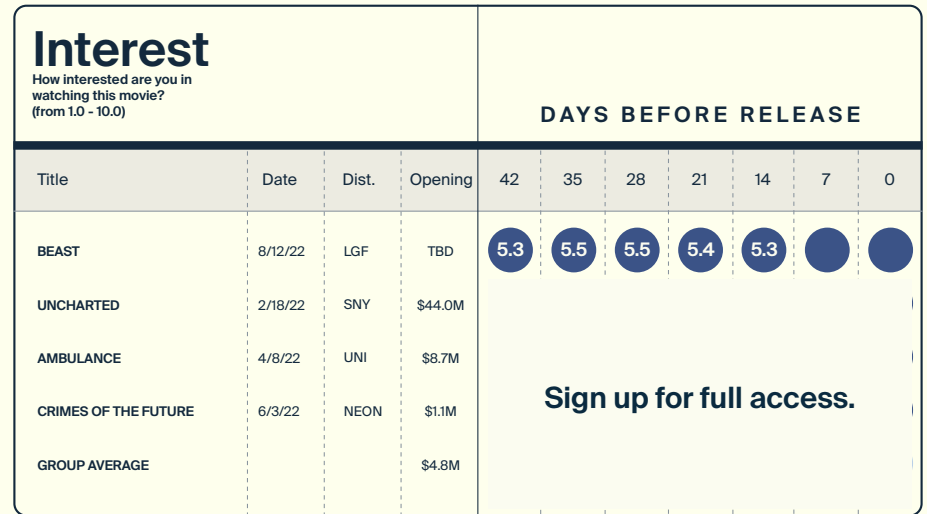 Interest
How interested are you in
watching this movie?
(from 1.0 - 10.0)
DAYS BEFORE RELEASE
Title Date Dist. Opening 42 35 28 21 14 7 0
BEAST 8/12/22 LGF TBD 5.3 5.5 5.5 5.4 5.3
UNCHARTED 2/18/22 SNY $44.0M
AMBULANCE 4/8/22 UNI $8.7M
Sign up for full access.
CRIMES OF THE FUTURE 6/3/22 NEON $1.1M
GROUP AVERAGE $4.8M